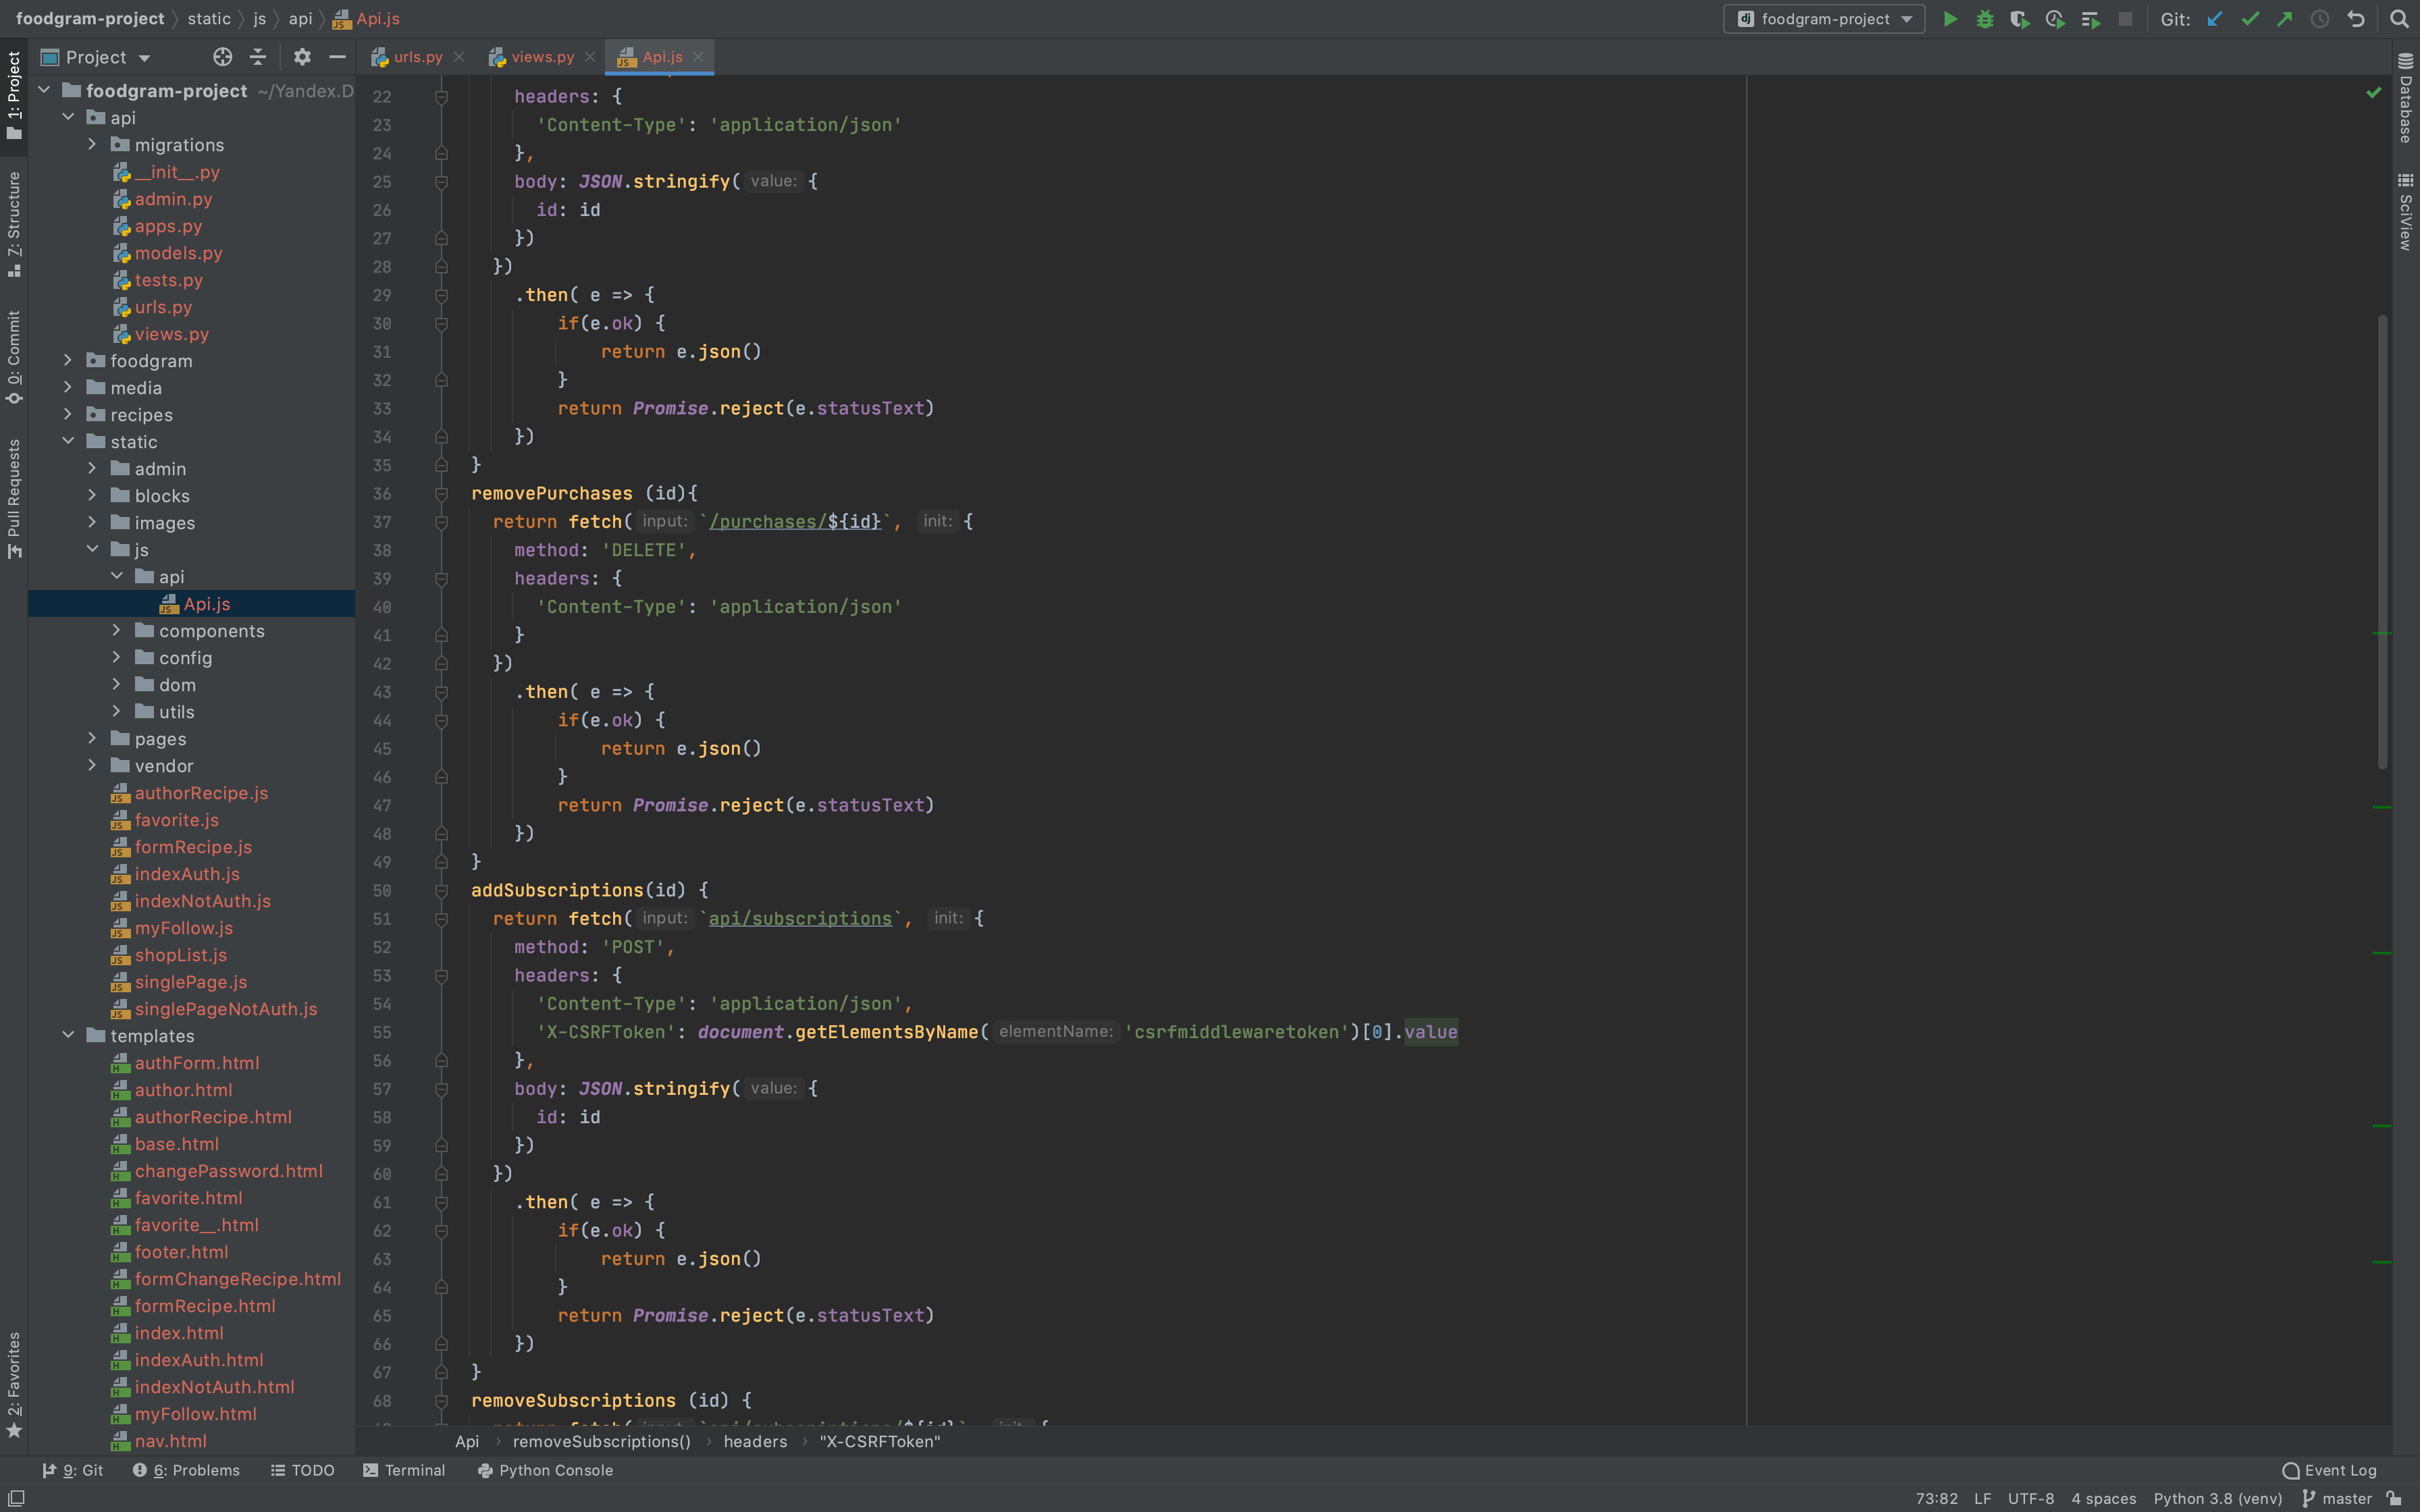 foodgram-project static js api Api.js foodgram-project Git:
Project urls.py views.py Api.js
foodgram-project ~/Yandex.D
api
migrations
__init__.py
admin.py
apps.py
models.py
tests.py
urls.py
views.py
foodgram
media
recipes
static
admin
blocks
images
js
api
Api.js
components
config
dom
utils
pages
vendor
authorRecipe.js
favorite.js
formRecipe.js
indexAuth.js
indexNotAuth.js
myFollow.js
shopList.js
singlePage.js
singlePageNotAuth.js
templates
authForm.html
author.html
authorRecipe.html
base.html
changePassword.html
favorite.html
favorite__.html
footer.html
formChangeRecipe.html
formRecipe.html
index.html
indexAuth.html
indexNotAuth.html
myFollow.html
nav.html
1: Project
7: Structure
0: Commit
Pull Requests
2: Favorites
22 headers: {
23 'Content-Type': 'application/json'
24 },
25 body: JSON.stringify( value: {
26 id: id
27 })
28 })
29 .then( e => {
30 if(e.ok) {
31 return e.json()
32 }
33 return Promise.reject(e.statusText)
34 })
35 }
36 removePurchases (id){
37 return fetch( input: `/purchases/${id}`, init: {
38 method: 'DELETE',
39 headers: {
40 'Content-Type': 'application/json'
41 }
42 })
43 .then( e => {
44 if(e.ok) {
45 return e.json()
46 }
47 return Promise.reject(e.statusText)
48 })
49 }
50 addSubscriptions(id) {
51 return fetch( input: `api/subscriptions`, init: {
52 method: 'POST',
53 headers: {
54 'Content-Type': 'application/json',
55 'X-CSRFToken': document.getElementsByName( elementName: 'csrfmiddlewaretoken')[0].value
56 },
57 body: JSON.stringify( value: {
58 id: id
59 })
60 })
61 .then( e => {
62 if(e.ok) {
63 return e.json()
64 }
65 return Promise.reject(e.statusText)
66 })
67 }
68 removeSubscriptions (id) {
Database
SciView
Api removeSubscriptions() headers "X-CSRFToken"
9: Git 6: Problems TODO Terminal Python Console Event Log
73:82 LF UTF-8 4 spaces Python 3.8 (venv) master